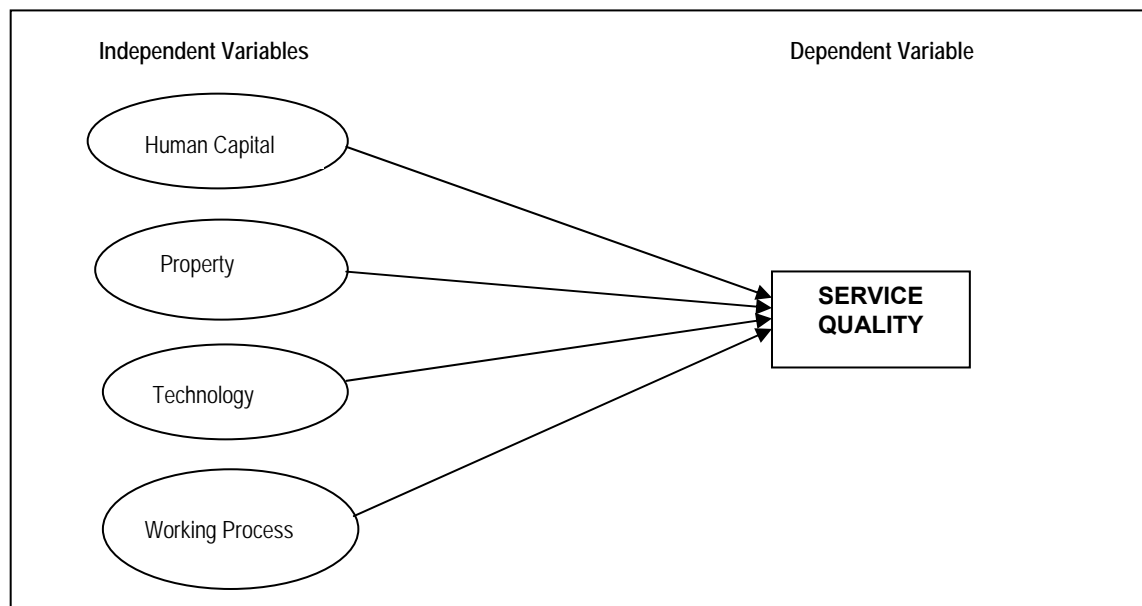 Independent Variables
Dependent Variable
Human Capital
Property
Technology
Working Process
SERVICE
QUALITY